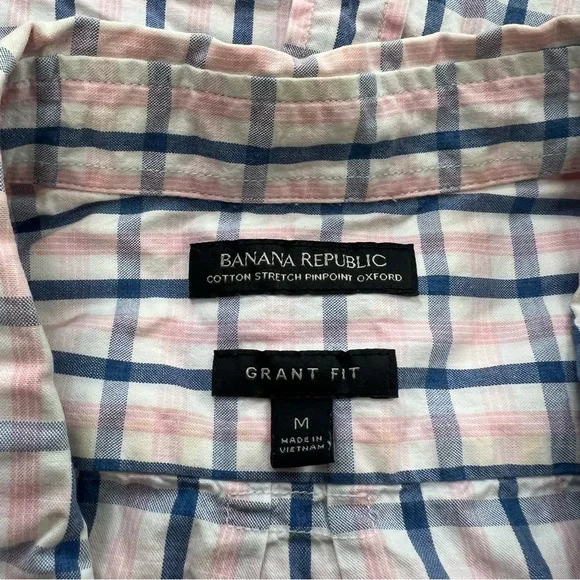 BANANA REPUBLIC
COTTON STRETCH PINPOINT OXFORD
GRANT FIT
M
MADE IN
VIETNAM